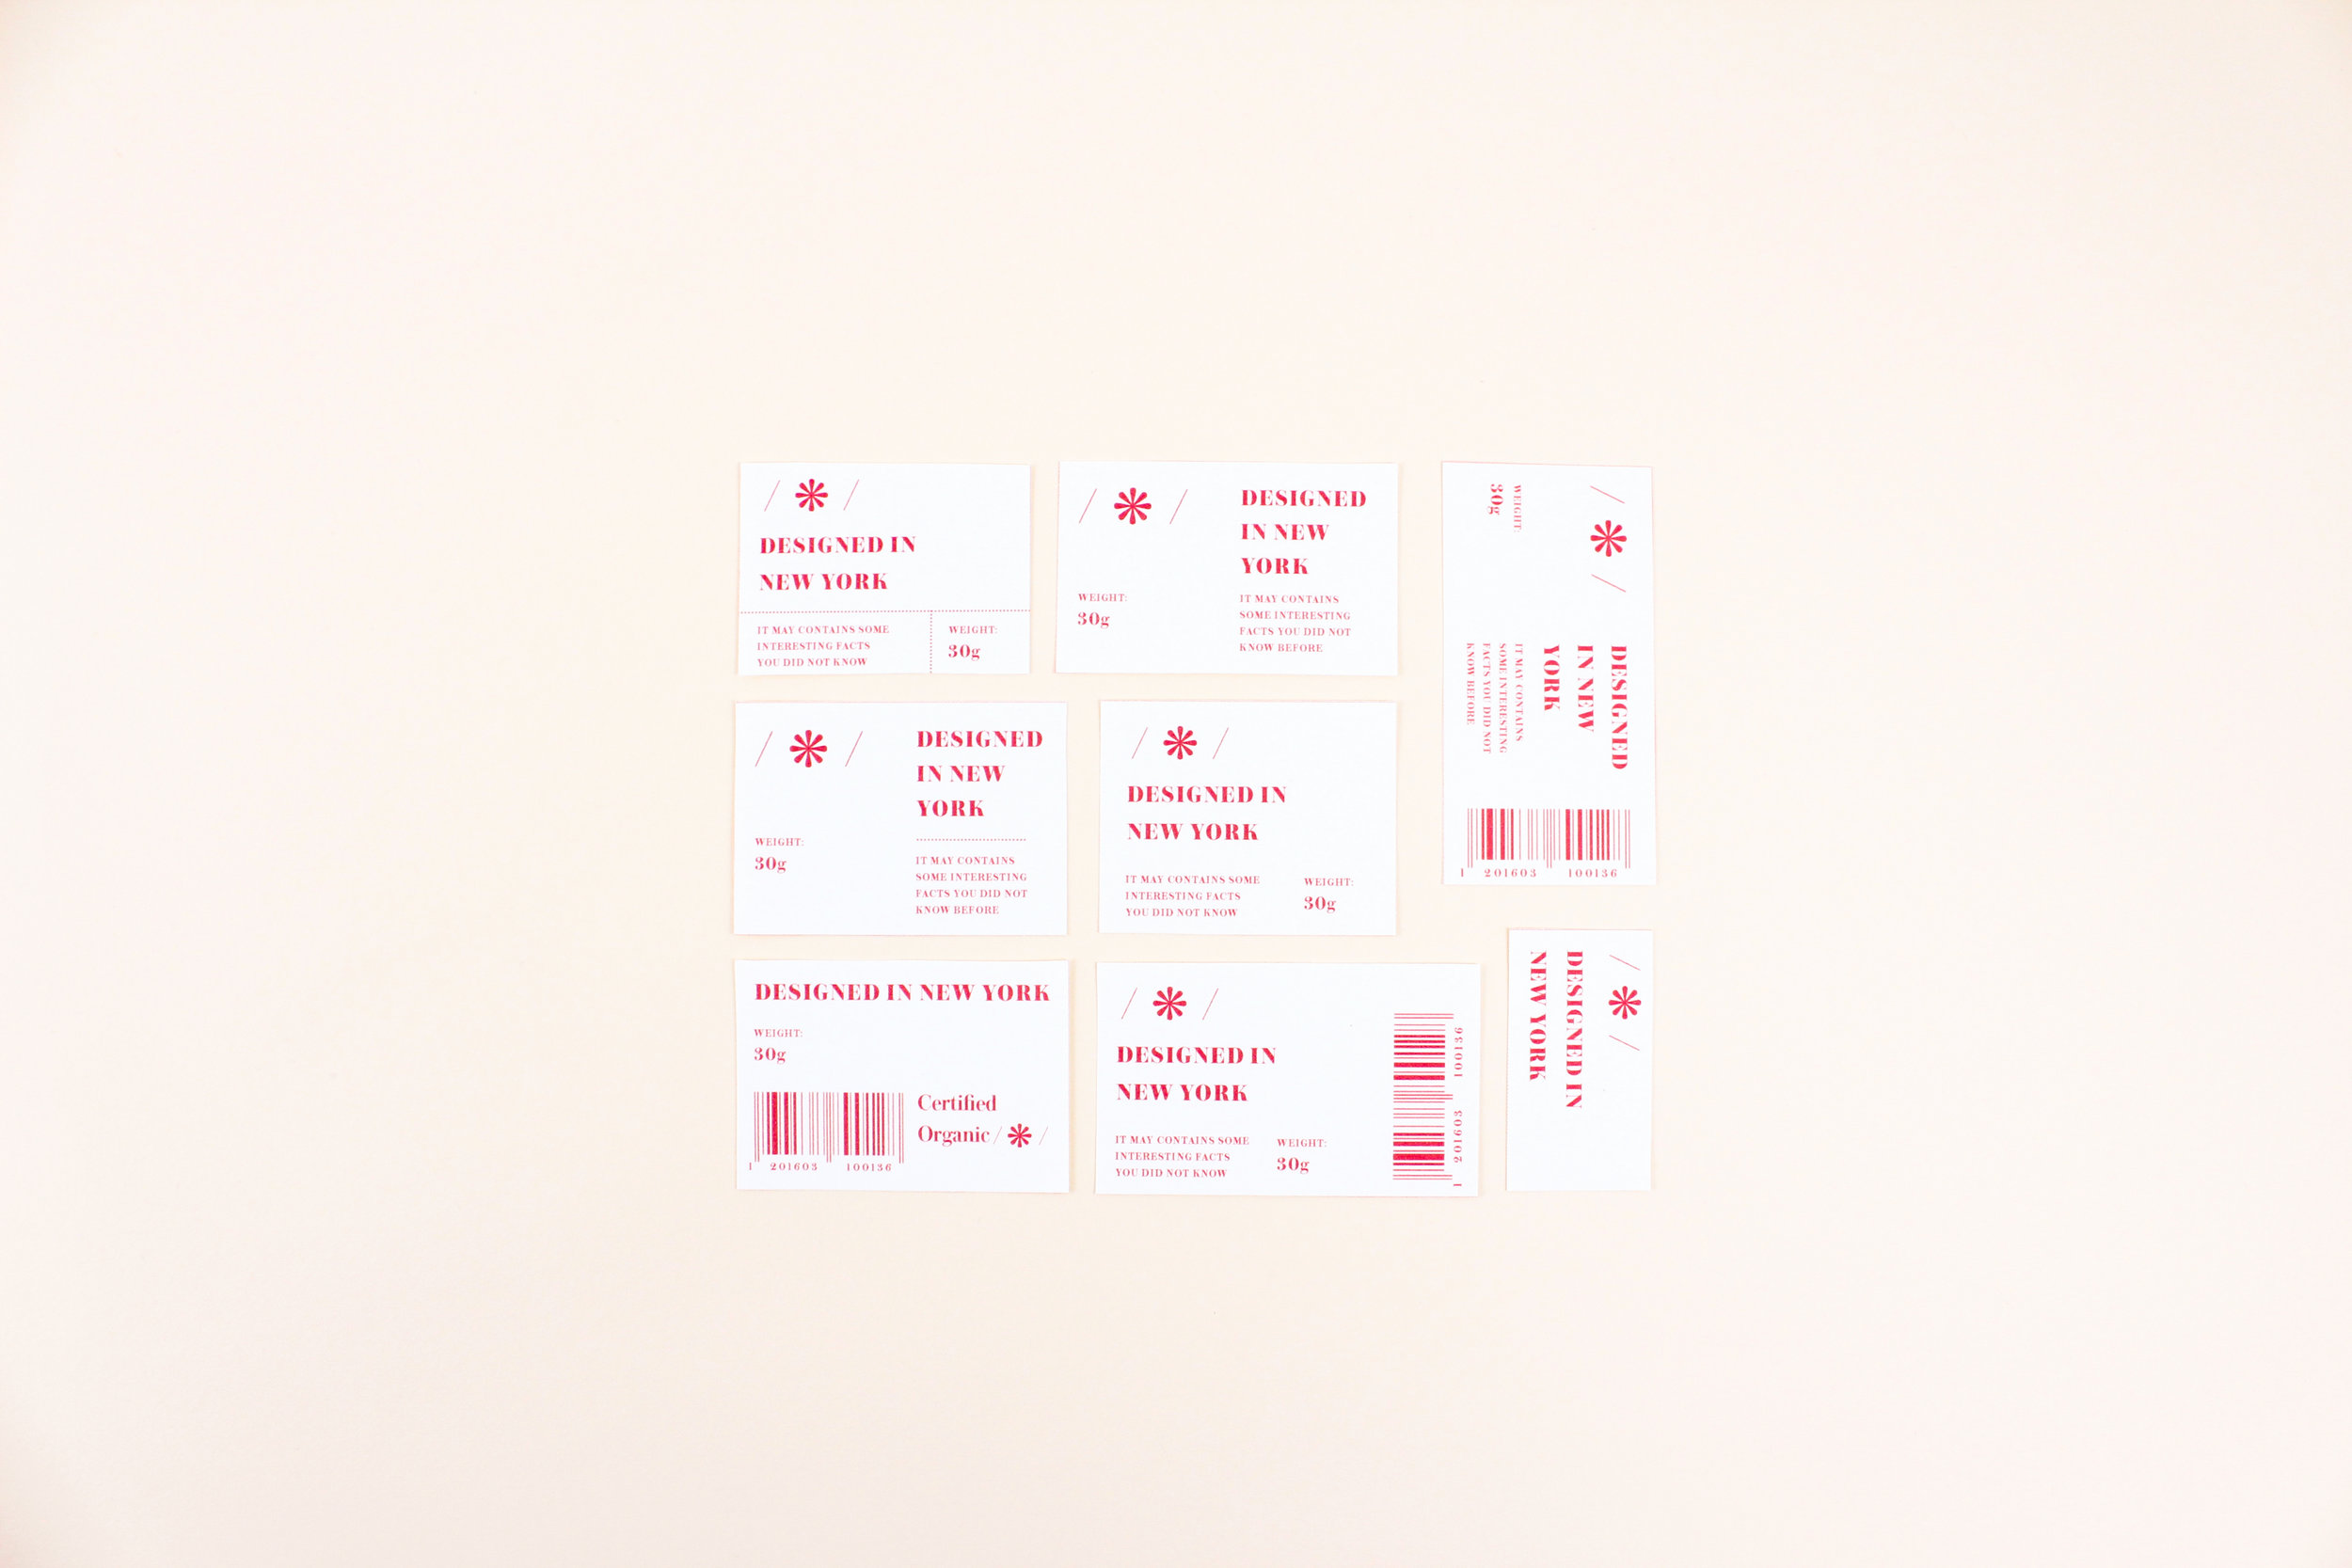 / * /
DESIGNED IN
NEW YORK
IT MAY CONTAINS SOME
INTERESTING FACTS
YOU DID NOT KNOW
WEIGHT:
30g
/ * /
WEIGHT:
30g
DESIGNED
IN NEW
YORK
IT MAY CONTAINS
SOME INTERESTING
FACTS YOU DID NOT
KNOW BEFORE
/ * /
WEIGHT:
30g
DESIGNED
IN NEW
YORK
IT MAY CONTAINS
SOME INTERESTING
FACTS YOU DID NOT
KNOW BEFORE
1 201603 100136
/ * /
WEIGHT:
30g
DESIGNED
IN NEW
YORK
IT MAY CONTAINS
SOME INTERESTING
FACTS YOU DID NOT
KNOW BEFORE
/ * /
DESIGNED IN
NEW YORK
IT MAY CONTAINS SOME
INTERESTING FACTS
YOU DID NOT KNOW
WEIGHT:
30g
DESIGNED IN NEW YORK
WEIGHT:
30g
1 201603 100136
Certified
Organic / * /
/ * /
DESIGNED IN
NEW YORK
IT MAY CONTAINS SOME
INTERESTING FACTS
YOU DID NOT KNOW
WEIGHT:
30g
1 201603 100136
/ * /
DESIGNED IN
NEW YORK